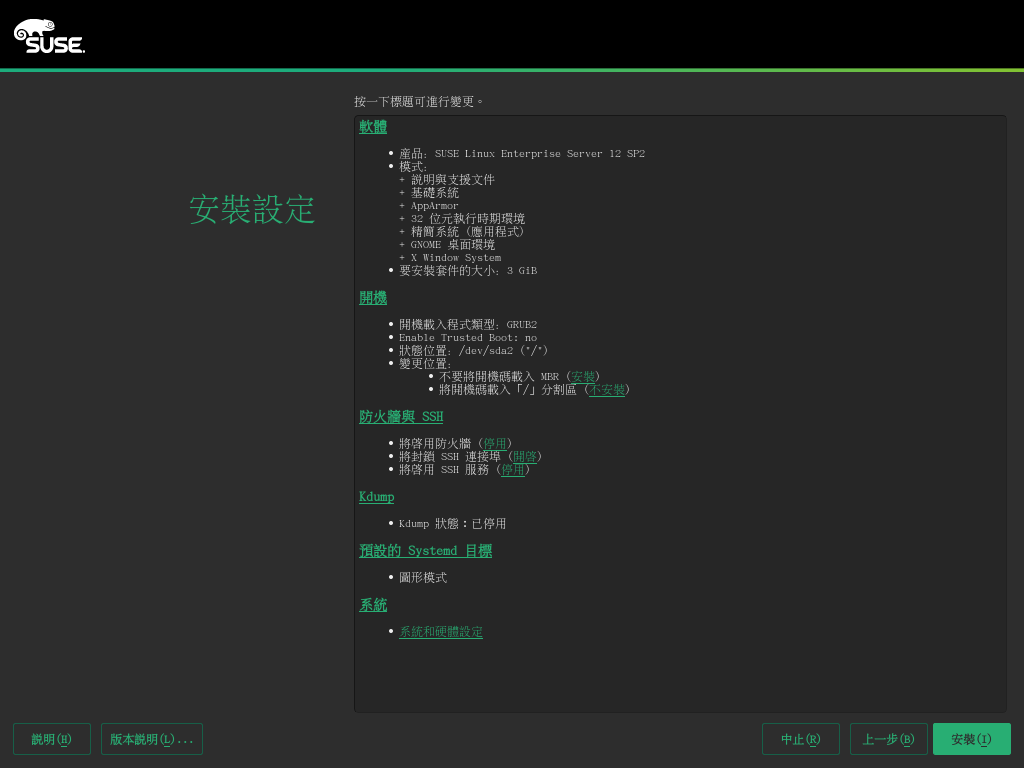 SUSE.
按一下標題可進行變更。
軟體
• 產品: SUSE Linux Enterprise Server 12 SP2
• 模式:
+ 說明與支援文件
+ 基礎系統
+ AppArmor
+ 32 位元執行時期環境
+ 精簡系統 (應用程式)
+ GNOME 桌面環境
+ X Window System
• 要安裝套件的大小: 3 GiB
安裝設定
開機
• 開機載入程式類型: GRUB2
• Enable Trusted Boot: no
• 狀態位置: /dev/sda2 ("/")
• 變更位置:
• 不要將開機碼載入 MBR (安裝)
• 將開機碼載入「/」分割區 (不安裝)
防火牆與 SSH
• 將啓用防火牆 (停用)
• 將封鎖 SSH 連接埠 (開啓)
• 將啓用 SSH 服務 (停用)
Kdump
• Kdump 狀態：已停用
預設的 Systemd 目標
• 圖形模式
系統
• 系統和硬體設定
說明(H)
版本說明(L)...
中止(R)
上一步(B)
安裝(I)